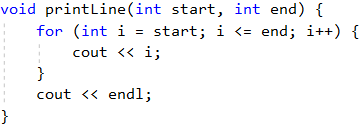 void printLine(int start, int end) {
    for (int i = start; i <= end; i++) {
        cout << i;
    }
    cout << endl;
}